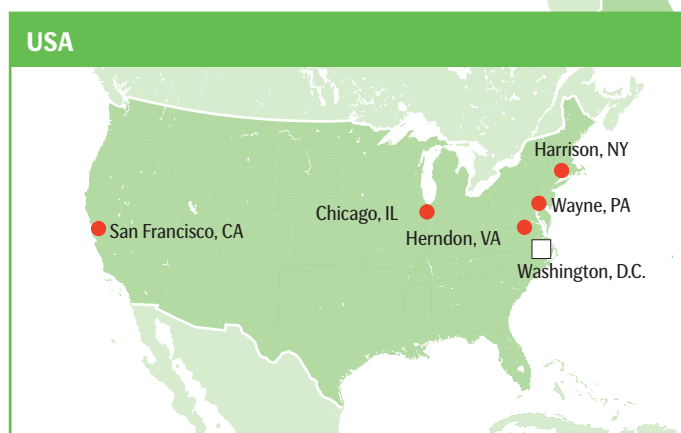 USA
Harrison, NY
Wayne, PA
Chicago, IL
San Francisco, CA
Herndon, VA
Washington, D.C.